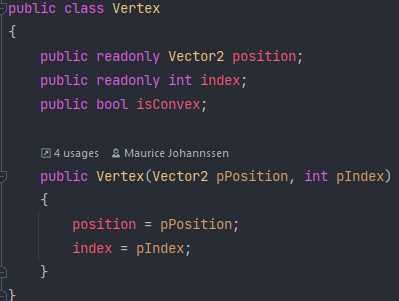 public class Vertex
{
public readonly Vector2 position;
public readonly int index;
public bool isConvex;
4 usages Maurice Johannssen
public Vertex(Vector2 pPosition, int pIndex)
{
position = pPosition;
index = pIndex;
}
}